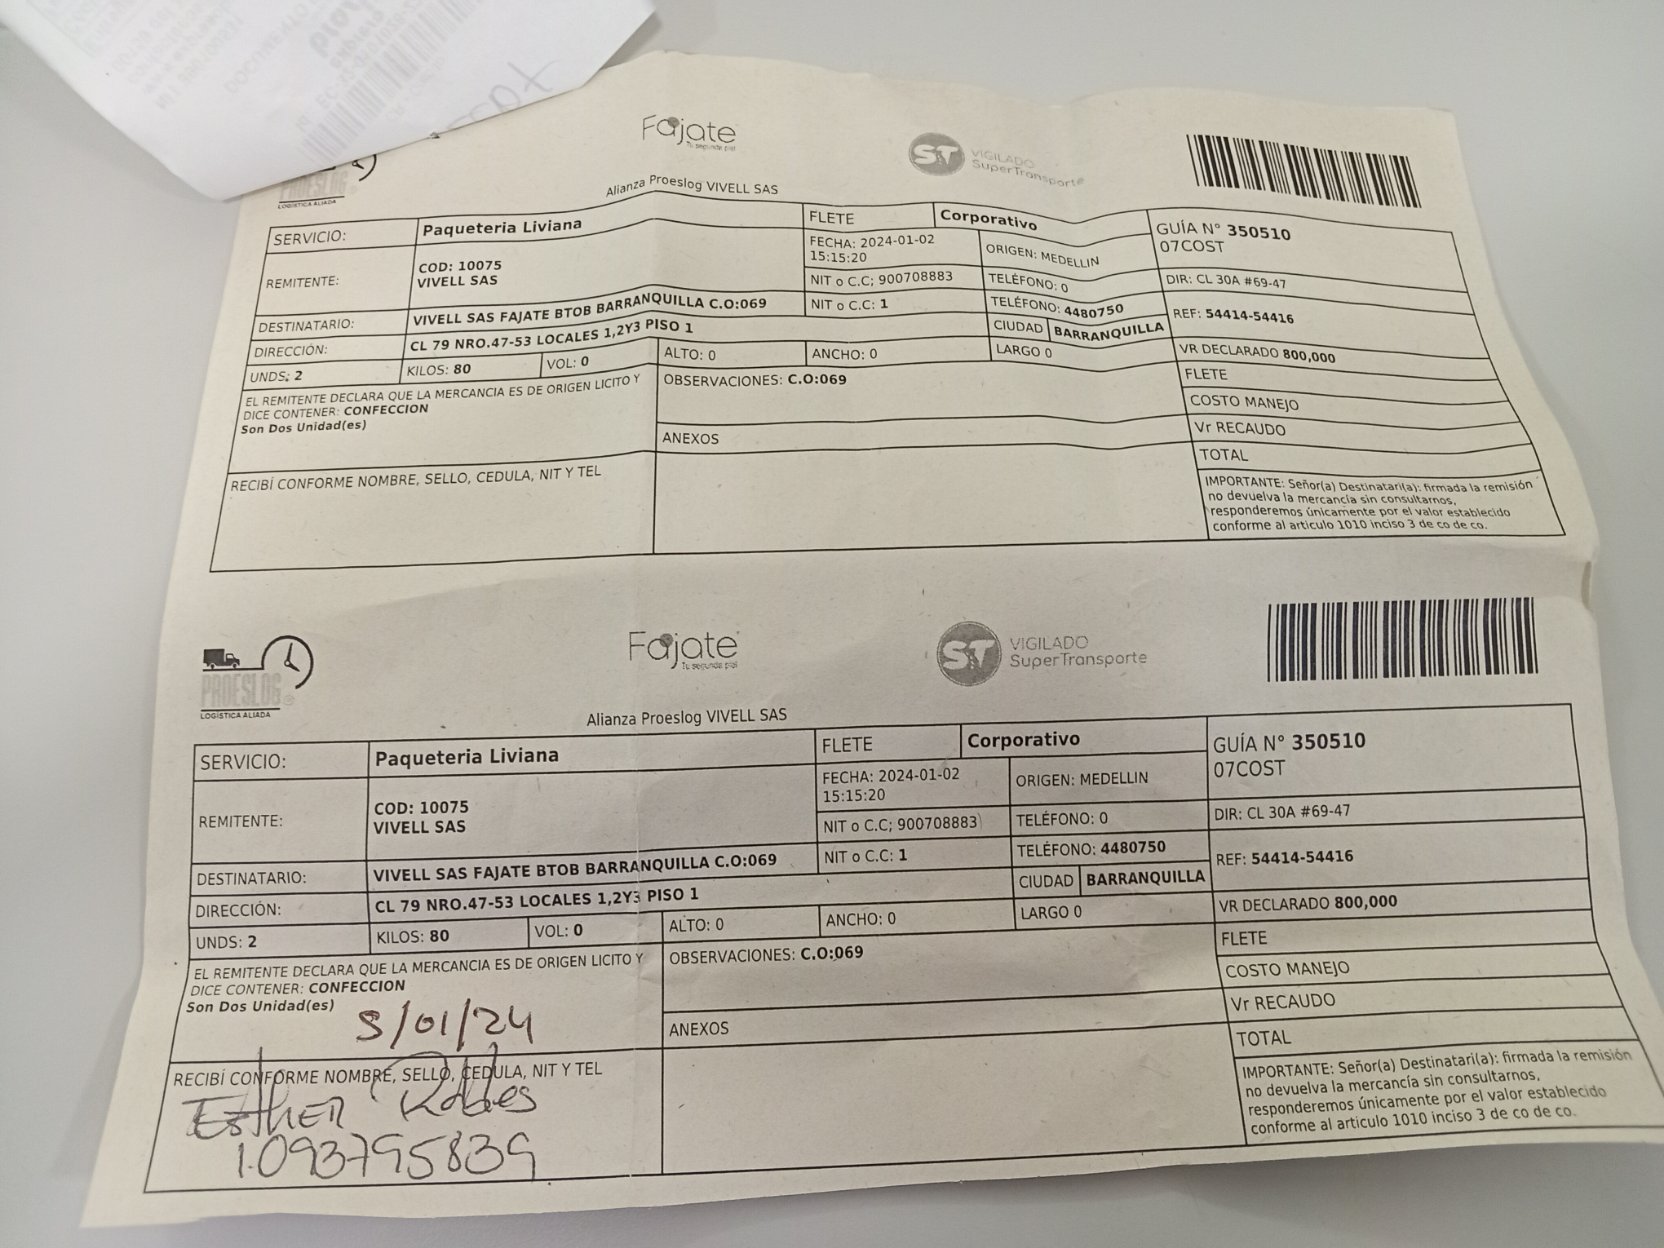 Fajate
Tu segunda piel
ST VIGILADO
SuperTransporte
PROESLOG
LOGÍSTICA ALIADA
Alianza Proeslog VIVELL SAS
SERVICIO: Paqueteria Liviana FLETE Corporativo GUÍA N° 350510
07COST
REMITENTE: COD: 10075
VIVELL SAS
FECHA: 2024-01-02
15:15:20
ORIGEN: MEDELLIN
NIT o C.C; 900708883 TELÉFONO: 0 DIR: CL 30A #69-47
DESTINATARIO: VIVELL SAS FAJATE BTOB BARRANQUILLA C.O:069 NIT o C.C: 1 TELÉFONO: 4480750 REF: 54414-54416
DIRECCIÓN: CL 79 NRO.47-53 LOCALES 1,2Y3 PISO 1 CIUDAD BARRANQUILLA
UNDS: 2 KILOS: 80 VOL: 0 ALTO: 0 ANCHO: 0 LARGO 0 VR DECLARADO 800,000
EL REMITENTE DECLARA QUE LA MERCANCIA ES DE ORIGEN LICITO Y
DICE CONTENER: CONFECCION
Son Dos Unidad(es)
OBSERVACIONES: C.O:069
ANEXOS
FLETE
COSTO MANEJO
Vr RECAUDO
TOTAL
RECIBÍ CONFORME NOMBRE, SELLO, CEDULA, NIT Y TEL
IMPORTANTE: Señor(a) Destinatari(a): firmada la remisión
no devuelva la mercancía sin consultarnos,
responderemos únicamente por el valor establecido
conforme al articulo 1010 inciso 3 de co de co.
PROESLOG
LOGÍSTICA ALIADA
Fajate
Tu segunda piel
ST VIGILADO
SuperTransporte
Alianza Proeslog VIVELL SAS
SERVICIO: Paqueteria Liviana FLETE Corporativo GUÍA N° 350510
07COST
REMITENTE: COD: 10075
VIVELL SAS
FECHA: 2024-01-02
15:15:20
ORIGEN: MEDELLIN
NIT o C.C; 900708883 TELÉFONO: 0 DIR: CL 30A #69-47
DESTINATARIO: VIVELL SAS FAJATE BTOB BARRANQUILLA C.O:069 NIT o C.C: 1 TELÉFONO: 4480750 REF: 54414-54416
DIRECCIÓN: CL 79 NRO.47-53 LOCALES 1,2Y3 PISO 1 CIUDAD BARRANQUILLA
UNDS: 2 KILOS: 80 VOL: 0 ALTO: 0 ANCHO: 0 LARGO 0 VR DECLARADO 800,000
EL REMITENTE DECLARA QUE LA MERCANCIA ES DE ORIGEN LICITO Y
DICE CONTENER: CONFECCION
Son Dos Unidad(es)
5/01/24
OBSERVACIONES: C.O:069
ANEXOS
FLETE
COSTO MANEJO
Vr RECAUDO
TOTAL
RECIBÍ CONFORME NOMBRE, SELLO, CEDULA, NIT Y TEL
Esther Robles
1.093795839
IMPORTANTE: Señor(a) Destinatari(a): firmada la remisión
no devuelva la mercancía sin consultarnos,
responderemos únicamente por el valor establecido
conforme al articulo 1010 inciso 3 de co de co.